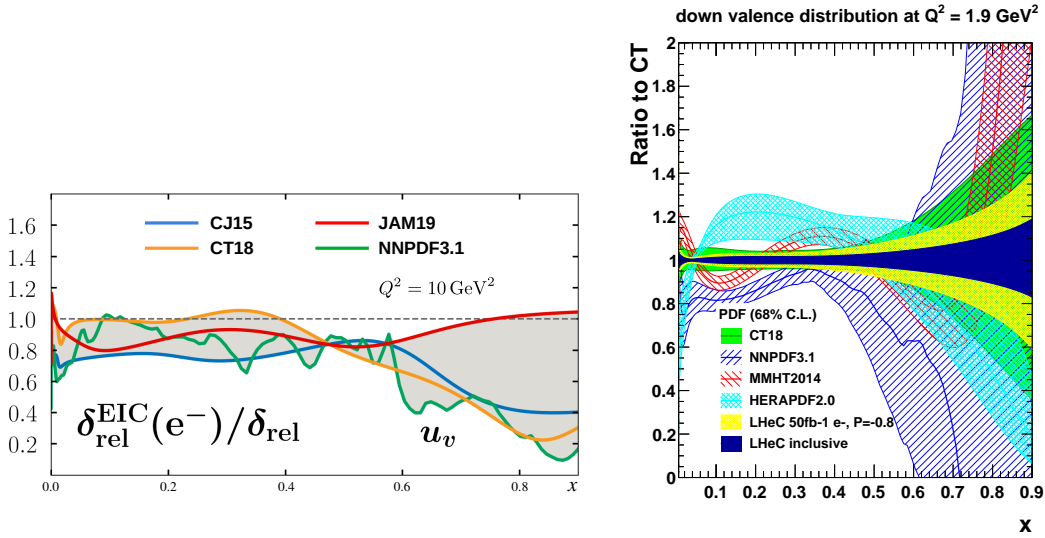 1.6
1.4
1.2
1.0
0.8
0.6
0.4
0.2
CJ15
CT18
JAM19
NNPDF3.1
Q² = 10 GeV²
δ_rel^EIC(e⁻)/δ_rel
u_v
0.0 0.2 0.4 0.6 0.8 x
down valence distribution at Q² = 1.9 GeV²
Ratio to CT
2
1.8
1.6
1.4
1.2
1
0.8
0.6
0.4
0.2
0
PDF (68% C.L.)
CT18
NNPDF3.1
MMHT2014
HERAPDF2.0
LHeC 50fb-1 e-, P=-0.8
LHeC inclusive
0.1 0.2 0.3 0.4 0.5 0.6 0.7 0.8 0.9
x